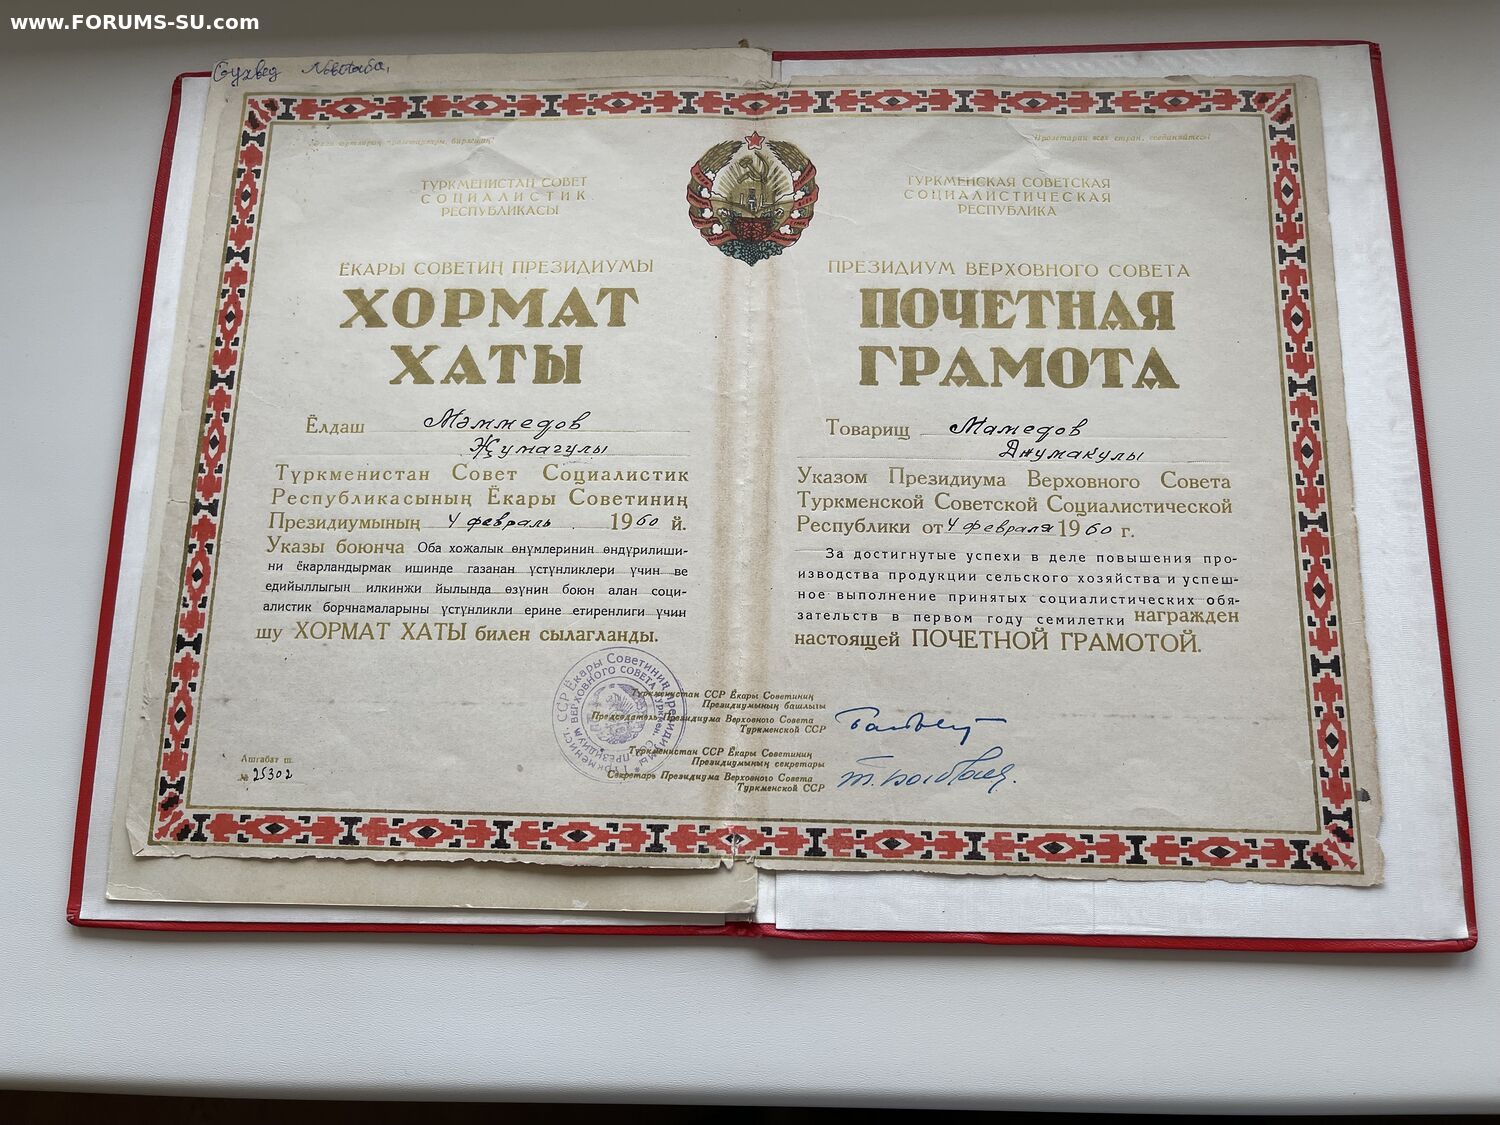 www.FORUMS-SU.com
Пролетарии всех стран, соединяйтесь!
ТУРКМЕНИСТАН СОВЕТ
СОЦИАЛИСТИК
РЕСПУБЛИКАСЫ
ЁКАРЫ СОВЕТИҢ ПРЕЗИДИУМЫ
ХОРМАТ
ХАТЫ
Ёлдаш Мәммедов
Җумагулы
Түркменистан Совет Социалистик
Республикасының Ёкары Советиниң
Президиумының 4 февраль 1960 й.
Указы боюнча Оба хожалык өнүмлеринин өндүрилиши-
ни ёкарландырмак ишинде газанан үстүнликлери үчин ве
едийыллыгың илкинжи йылында өзүнин боюн алан соци-
алистик борчнамаларыны үстүнликли ерине етиренлиги үчин
шу ХОРМАТ ХАТЫ билен сылагланды.
ТУРКМЕНСКАЯ СОВЕТСКАЯ
СОЦИАЛИСТИЧЕСКАЯ
РЕСПУБЛИКА
ПРЕЗИДИУМ ВЕРХОВНОГО СОВЕТА
ПОЧЕТНАЯ
ГРАМОТА
Товарищ Мамедов
Джумакулы
Указом Президиума Верховного Совета
Туркменской Советской Социалистической
Республики от 4 февраля 1960 г.
За достигнутые успехи в деле повышения про-
изводства продукции сельского хозяйства и успеш-
ное выполнение принятых социалистических обя-
зательств в первом году семилетки награжден
настоящей ПОЧЕТНОЙ ГРАМОТОЙ.
Түркменистан ССР Ёкары Советиниң
Президиумының башлыгы
Председатель Президиума Верховного Совета
Туркменской ССР
Түркменистан ССР Ёкары Советиниң
Президиумының секретары
Секретарь Президиума Верховного Совета
Туркменской ССР
Ашгабат ш.
№ 25302